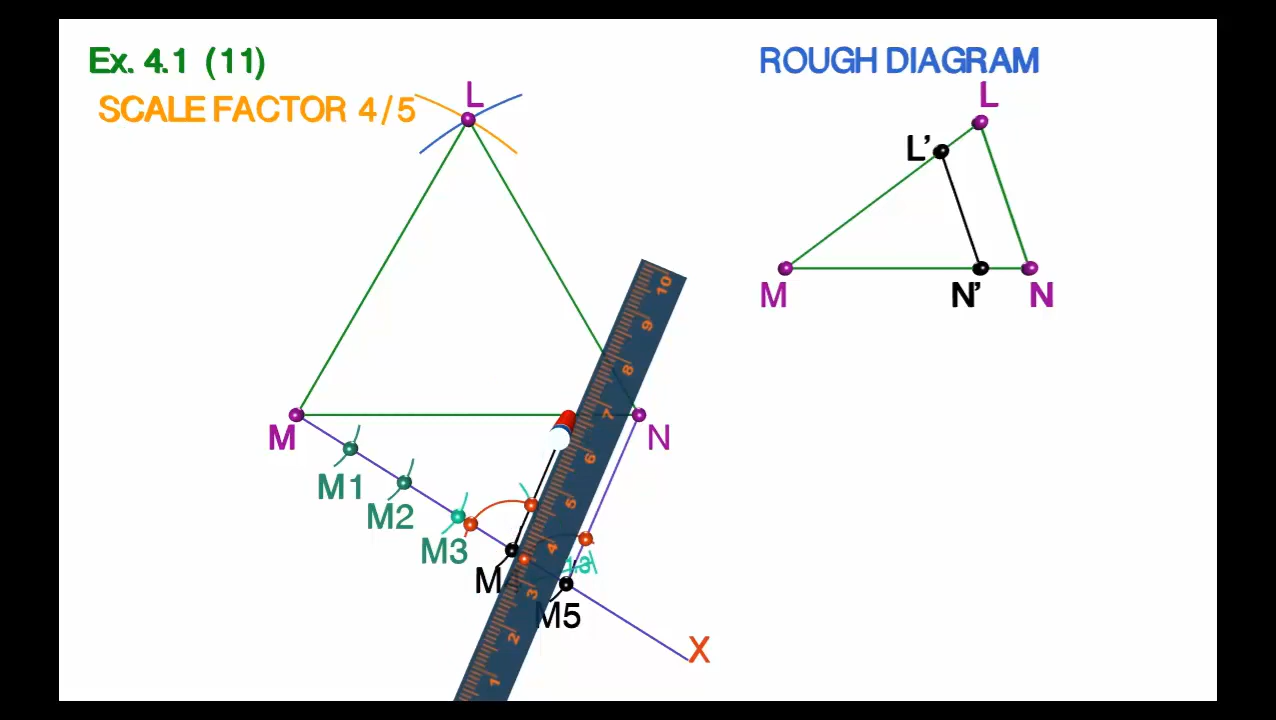 Ex. 4.1 (11)
SCALE FACTOR 4/5
ROUGH DIAGRAM
L
L
L’
M
N’
N
M
N
M1
M2
M3
M
M5
X
10
9
8
7
6
5
4
3
2
1